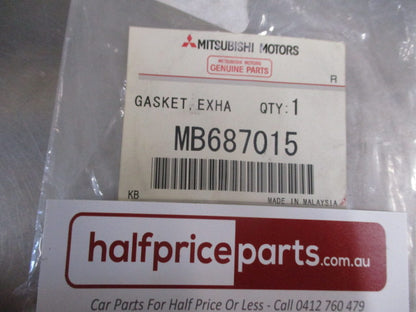 MITSUBISHI MOTORS
MITSUBISHI MOTORS
GENUINE PARTS
R
GASKET, EXHA QTY:1
MB687015
KB MADE IN MALAYSIA
halfpriceparts.com.au
Car Parts For Half Price Or Less - Call 0412 760 479